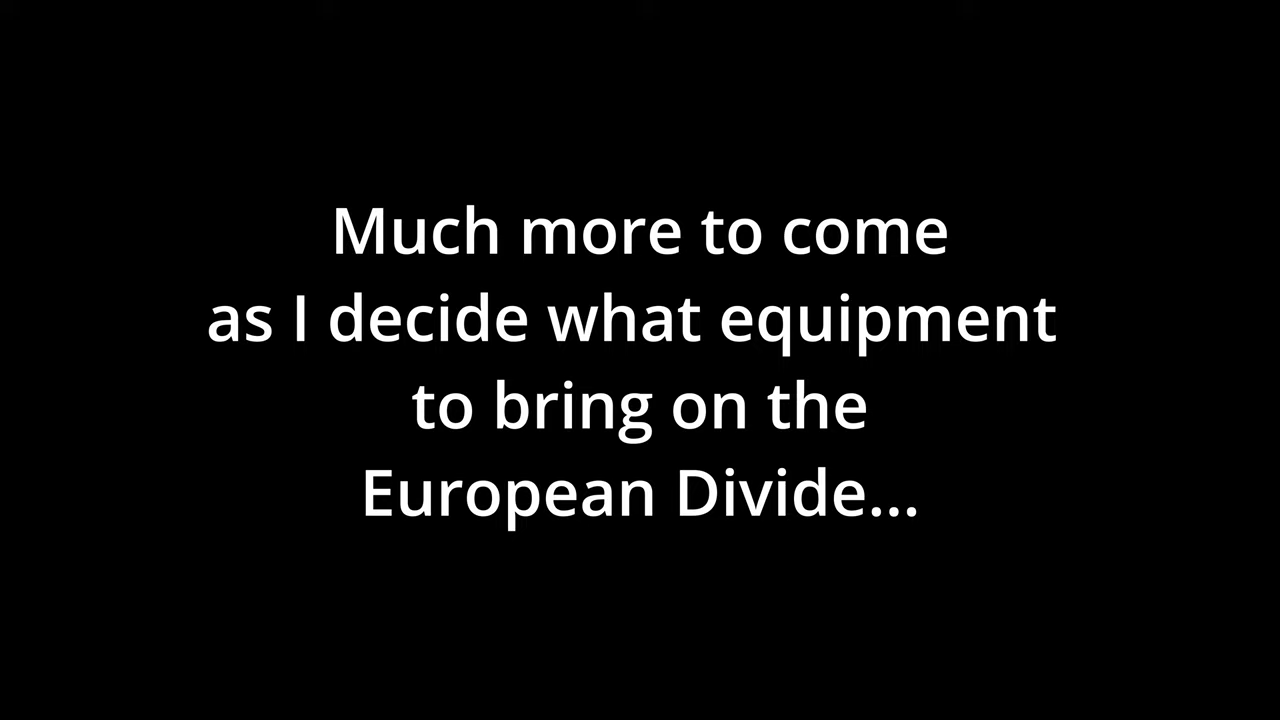 Much more to come
as I decide what equipment
to bring on the
European Divide...